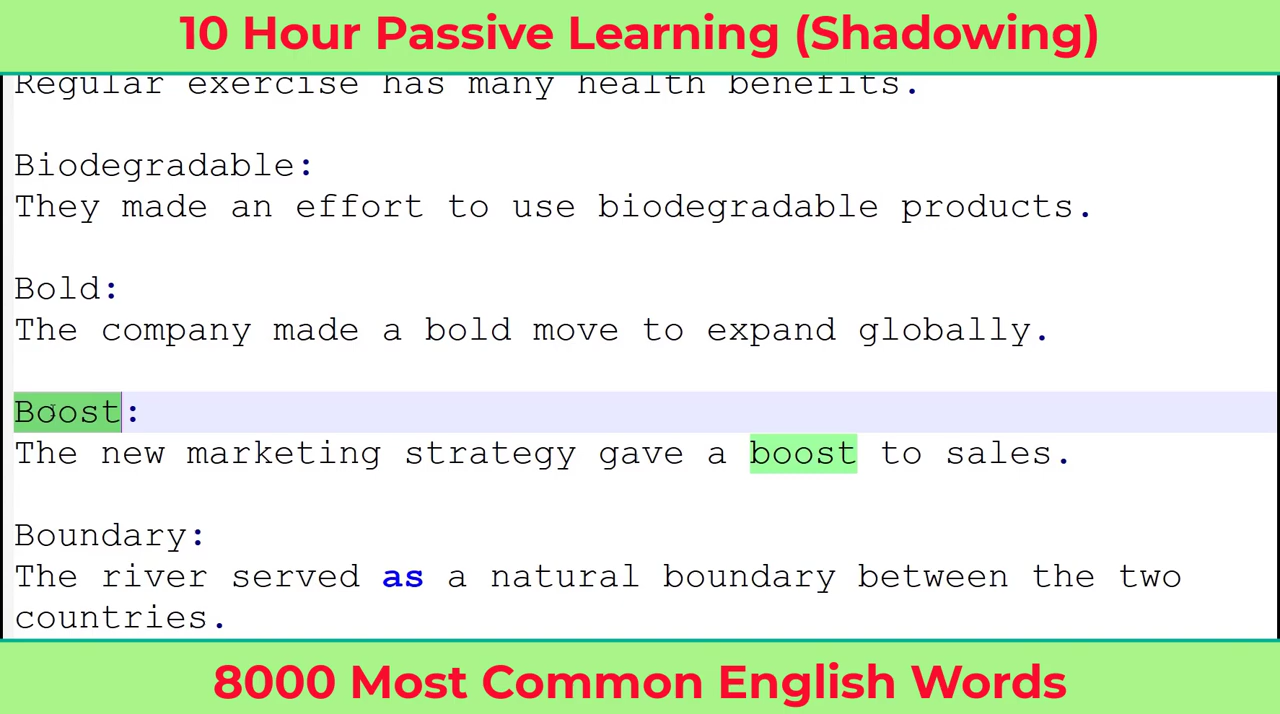 10 Hour Passive Learning (Shadowing)
Regular exercise has many health benefits.
Biodegradable:
They made an effort to use biodegradable products.
Bold:
The company made a bold move to expand globally.
Boost:
The new marketing strategy gave a boost to sales.
Boundary:
The river served as a natural boundary between the two
countries.
8000 Most Common English Words